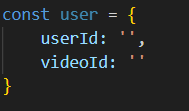 const user = {
    userId: '',
    videoId: ''
}